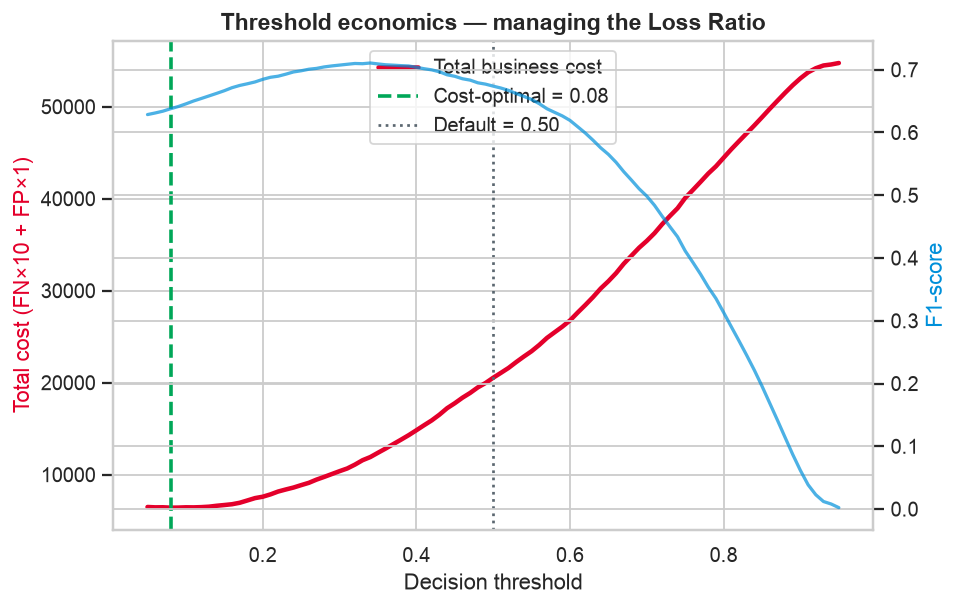 Threshold economics — managing the Loss Ratio
Total business cost
Cost-optimal = 0.08
Default = 0.50
Total cost (FN×10 + FP×1)
50000
40000
30000
20000
10000
F1-score
0.7
0.6
0.5
0.4
0.3
0.2
0.1
0.0
0.2
0.4
0.6
0.8
Decision threshold